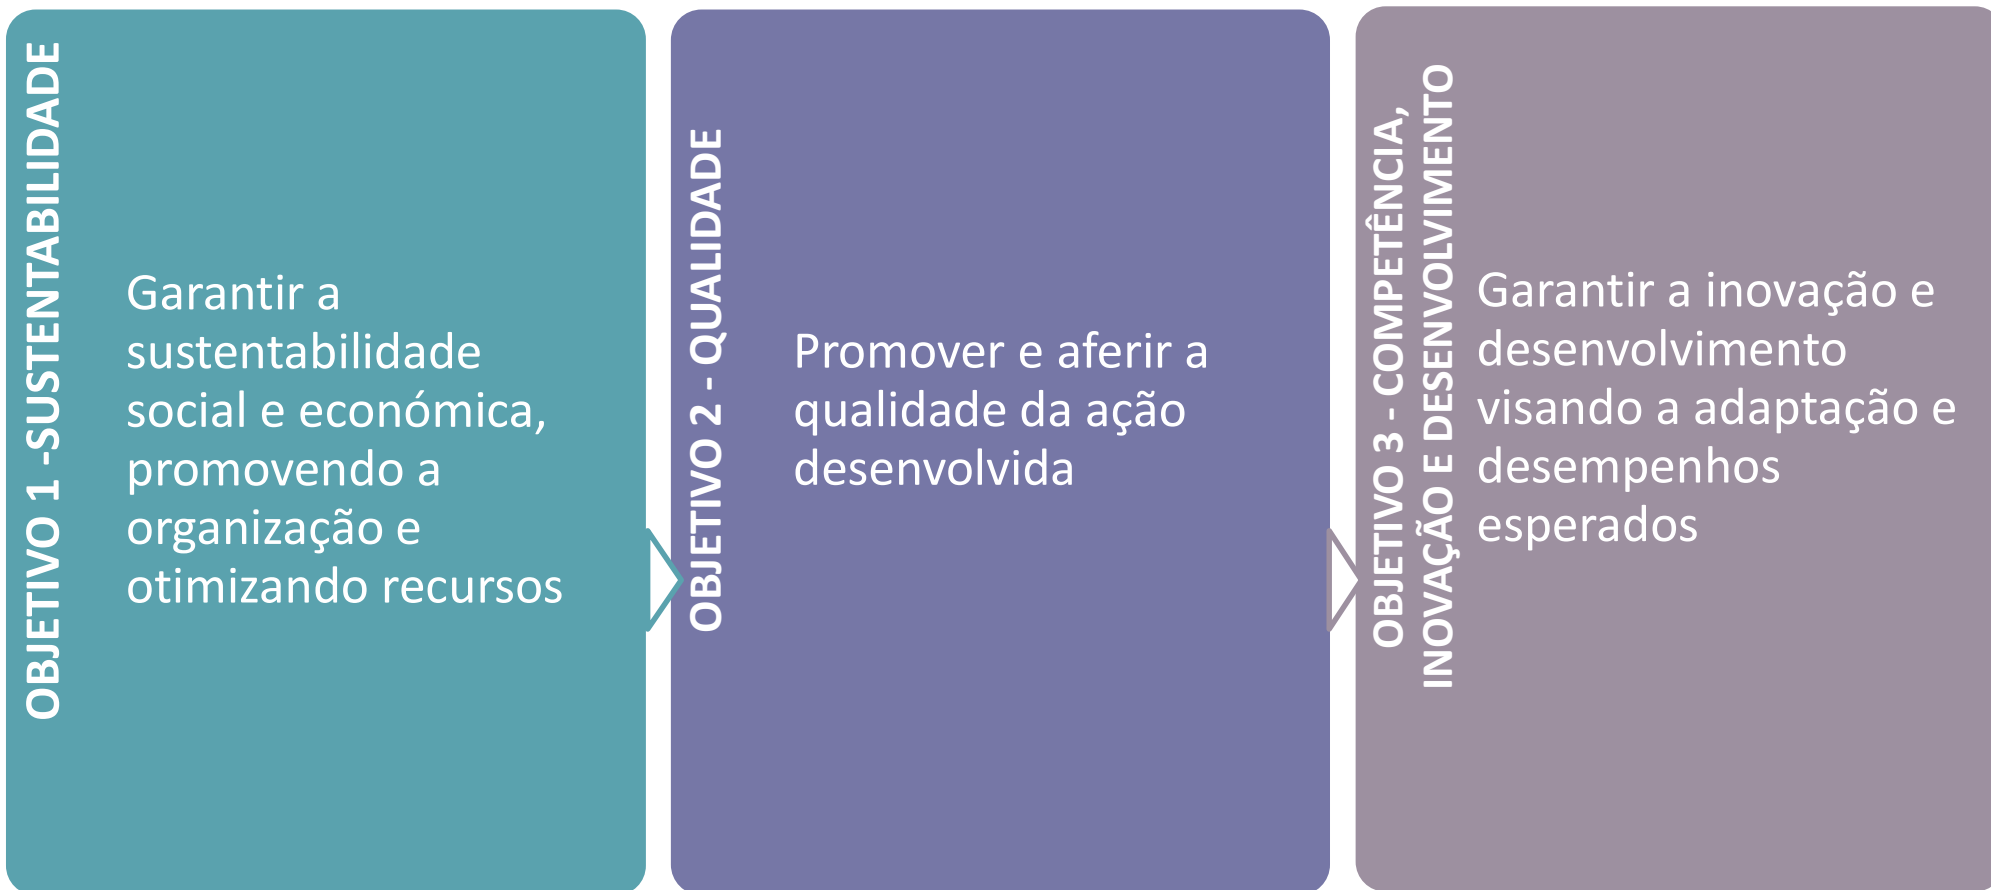 OBJETIVO 1 -SUSTENTABILIDADE
Garantir a
sustentabilidade
social e económica,
promovendo a
organização e
otimizando recursos
OBJETIVO 2 - QUALIDADE
Promover e aferir a
qualidade da ação
desenvolvida
OBJETIVO 3 - COMPETÊNCIA,
INOVAÇÃO E DESENVOLVIMENTO
Garantir a inovação e
desenvolvimento
visando a adaptação e
desempenhos
esperados